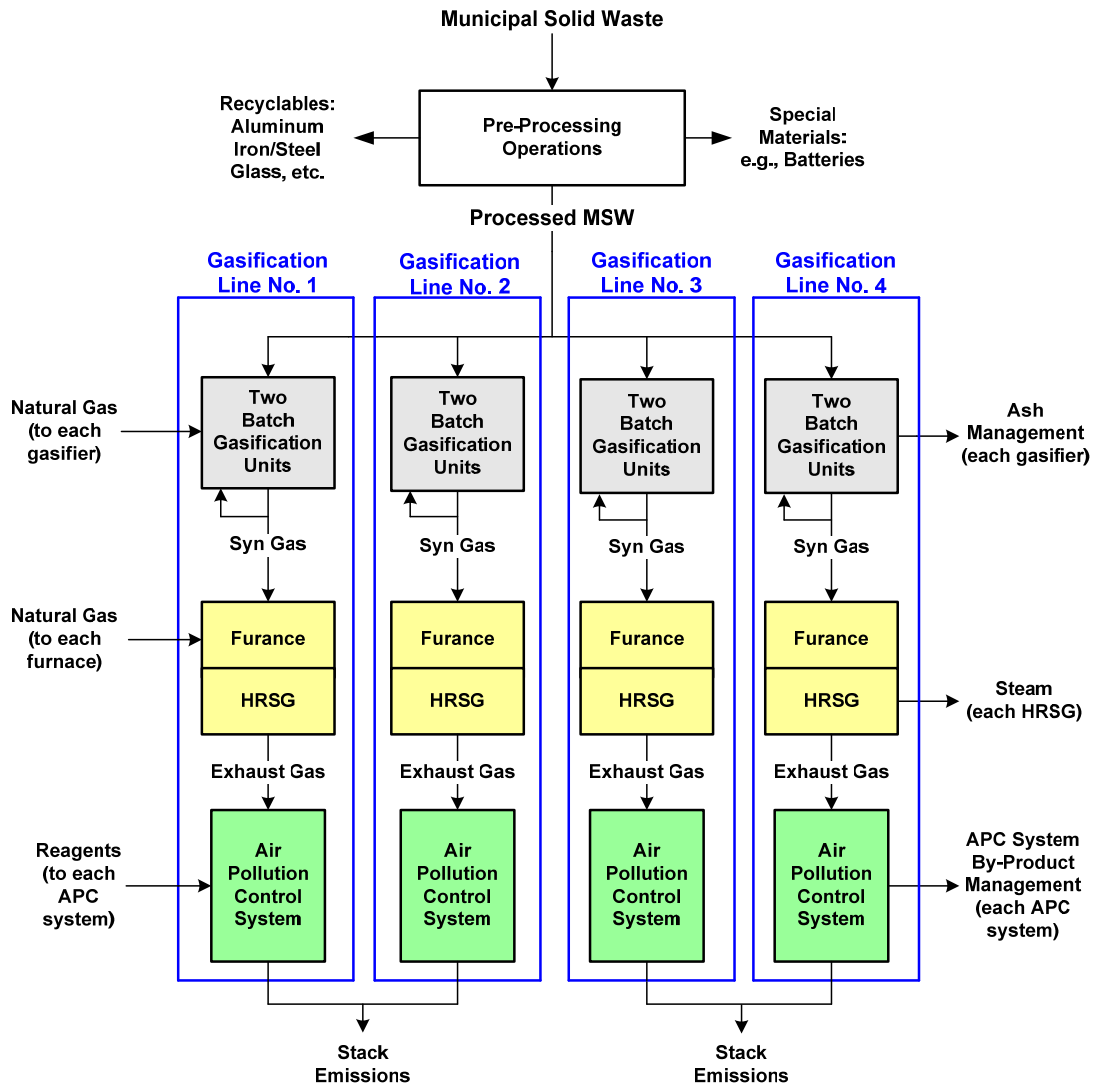 Municipal Solid Waste
Recyclables:
Aluminum
Iron/Steel
Glass, etc.
Pre-Processing
Operations
Special
Materials:
e.g., Batteries
Processed MSW
Gasification
Line No. 1
Gasification
Line No. 2
Gasification
Line No. 3
Gasification
Line No. 4
Natural Gas
(to each
gasifier)
Two
Batch
Gasification
Units
Two
Batch
Gasification
Units
Two
Batch
Gasification
Units
Two
Batch
Gasification
Units
Ash
Management
(each gasifier)
Syn Gas
Syn Gas
Syn Gas
Syn Gas
Natural Gas
(to each
furnace)
Furance
Furance
Furance
Furance
HRSG
HRSG
HRSG
HRSG
Steam
(each HRSG)
Exhaust Gas
Exhaust Gas
Exhaust Gas
Exhaust Gas
Reagents
(to each
APC
system)
Air
Pollution
Control
System
Air
Pollution
Control
System
Air
Pollution
Control
System
Air
Pollution
Control
System
APC System
By-Product
Management
(each APC
system)
Stack
Emissions
Stack
Emissions